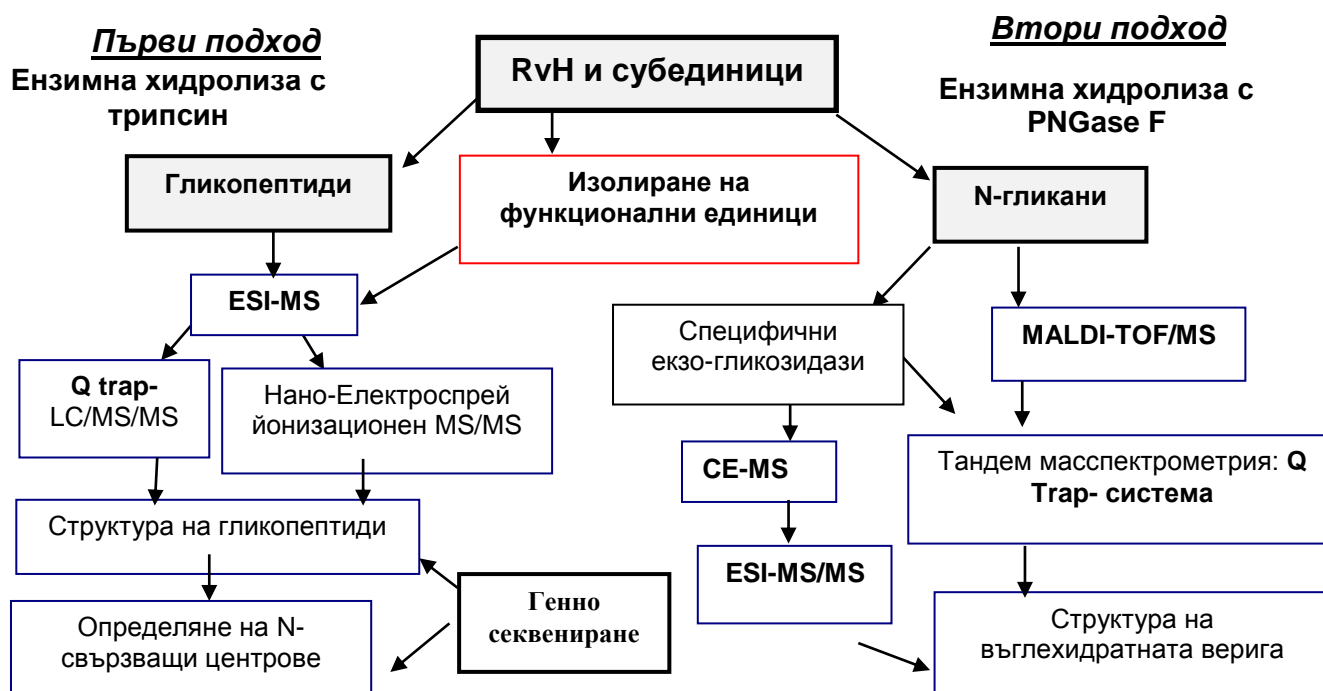 Първи подход
Ензимна хидролиза с
трипсин
RvH и субединици
Втори подход
Ензимна хидролиза с
PNGase F
Гликопептиди
Изолиране на
функционални единици
N-гликани
ESI-MS
Специфични
екзо-гликозидази
MALDI-TOF/MS
Q trap-
LC/MS/MS
Нано-Електроспрей
йонизационен MS/MS
CE-MS
Тандем масспектрометрия: Q
Trap- система
Структура на гликопептиди
ESI-MS/MS
Генно
секвениране
Определяне на N-
свързващи центрове
Структура на
въглехидратната верига